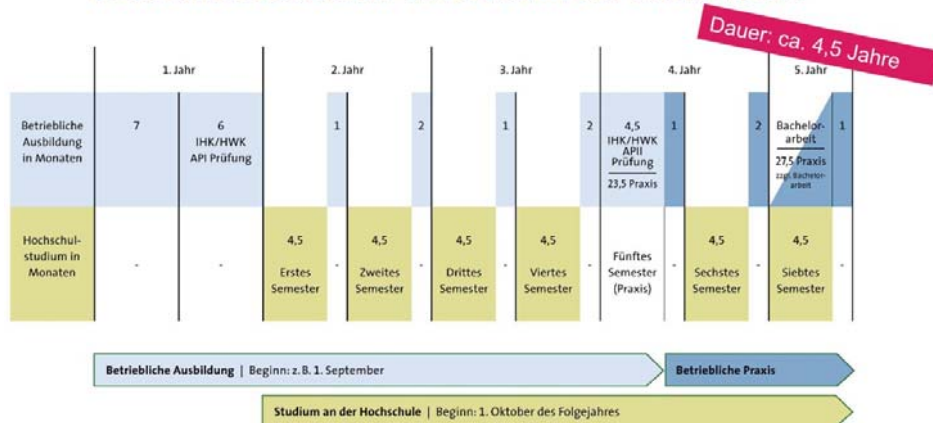 Dauer: ca. 4,5 Jahre
1. Jahr
2. Jahr
3. Jahr
4. Jahr
5. Jahr
Betriebliche
Ausbildung
in Monaten
7
6
IHK/HWK
API Prüfung
1
2
1
2
4,5
IHK/HWK
APII
Prüfung
23,5 Praxis
1
2
Bachelor-
arbeit
27,5 Praxis
zzgl. Bachelor-
arbeit
1
Hochschul-
studium in
Monaten
-
-
4,5
Erstes
Semester
-
4,5
Zweites
Semester
-
4,5
Drittes
Semester
-
4,5
Viertes
Semester
-
Fünftes
Semester
(Praxis)
-
4,5
Sechstes
Semester
-
4,5
Siebtes
Semester
-
Betriebliche Ausbildung | Beginn: z. B. 1. September
Betriebliche Praxis
Studium an der Hochschule | Beginn: 1. Oktober des Folgejahres